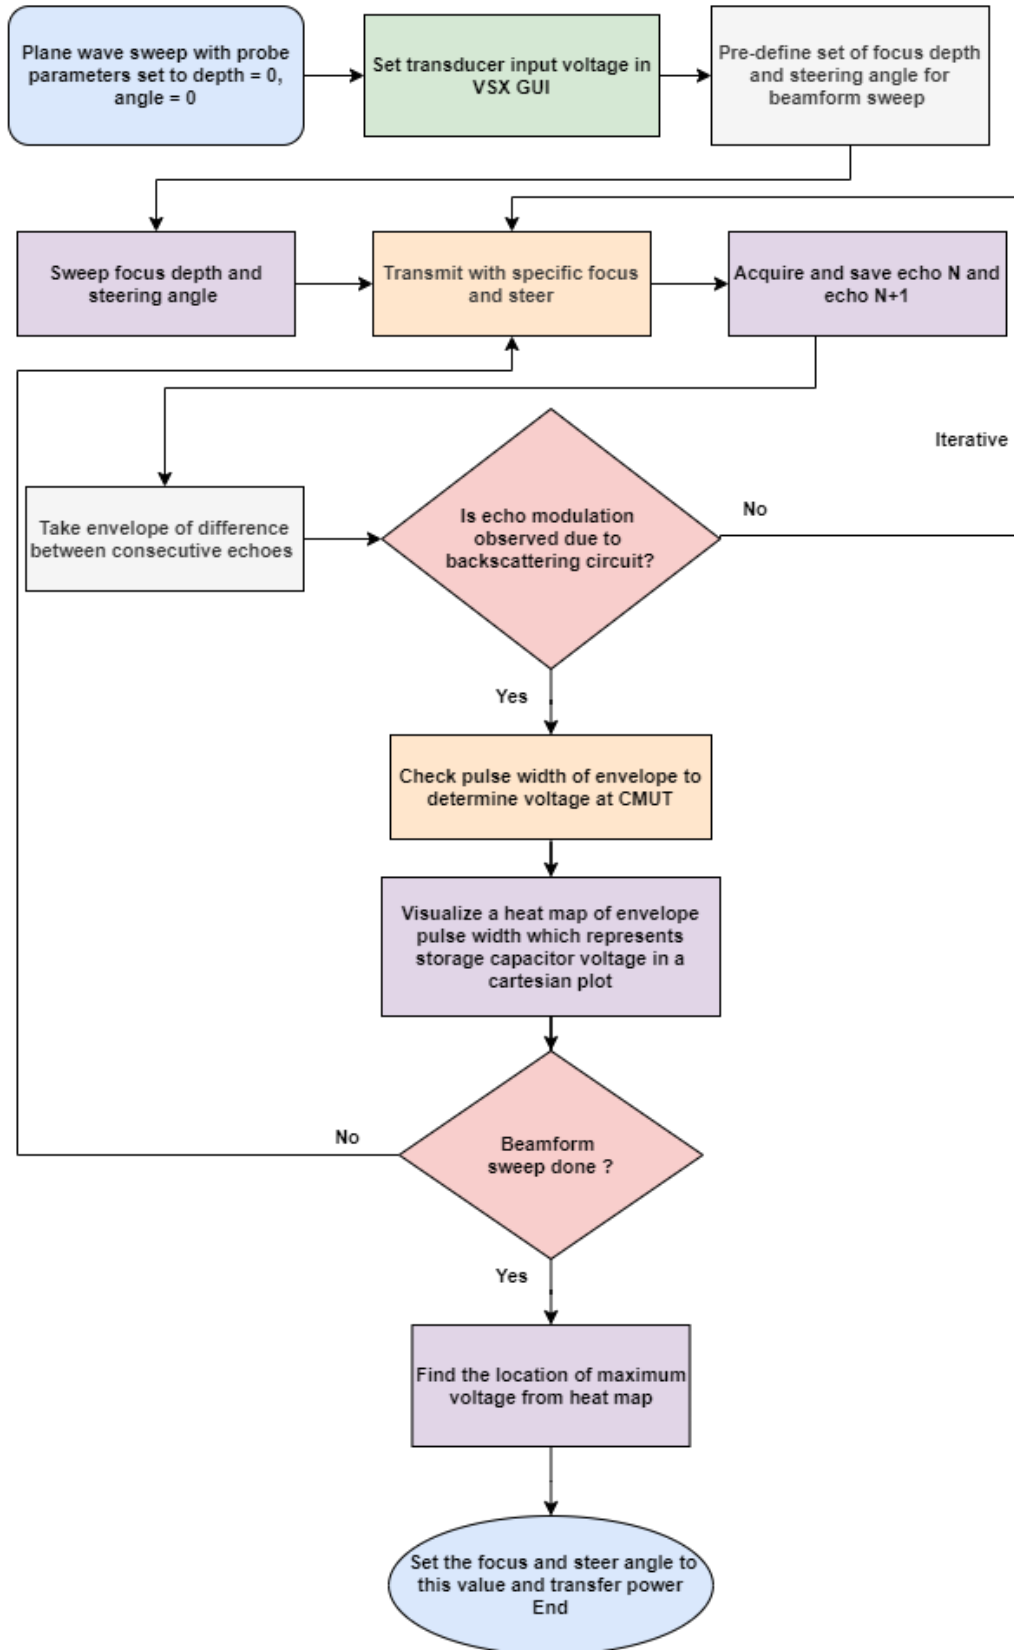 Plane wave sweep with probe
parameters set to depth = 0,
angle = 0
Set transducer input voltage in
VSX GUI
Pre-define set of focus depth
and steering angle for
beamform sweep
Sweep focus depth and
steering angle
Transmit with specific focus
and steer
Acquire and save echo N and
echo N+1
Iterative
Take envelope of difference
between consecutive echoes
Is echo modulation
observed due to
backscattering circuit?
No
Yes
Check pulse width of envelope to
determine voltage at CMUT
Visualize a heat map of envelope
pulse width which represents
storage capacitor voltage in a
cartesian plot
No
Beamform
sweep done ?
Yes
Find the location of maximum
voltage from heat map
Set the focus and steer angle to
this value and transfer power
End